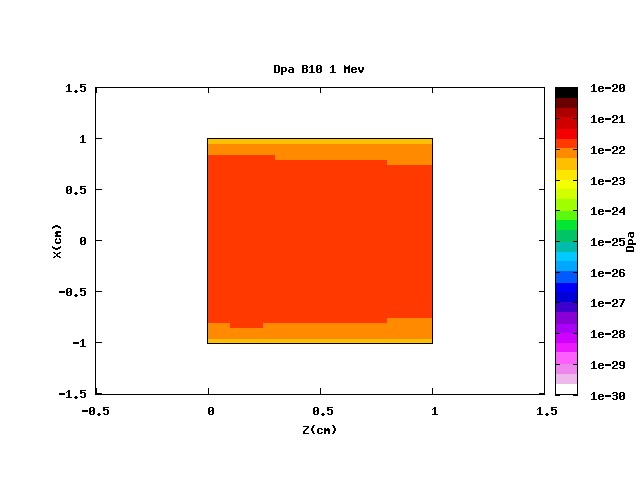 Dpa B10 1 Mev
1.5
1
0.5
0
-0.5
-1
-1.5
X(cm)
-0.5
0
0.5
1
1.5
Z(cm)
1e-20
1e-21
1e-22
1e-23
1e-24
1e-25
1e-26
1e-27
1e-28
1e-29
1e-30
Dpa